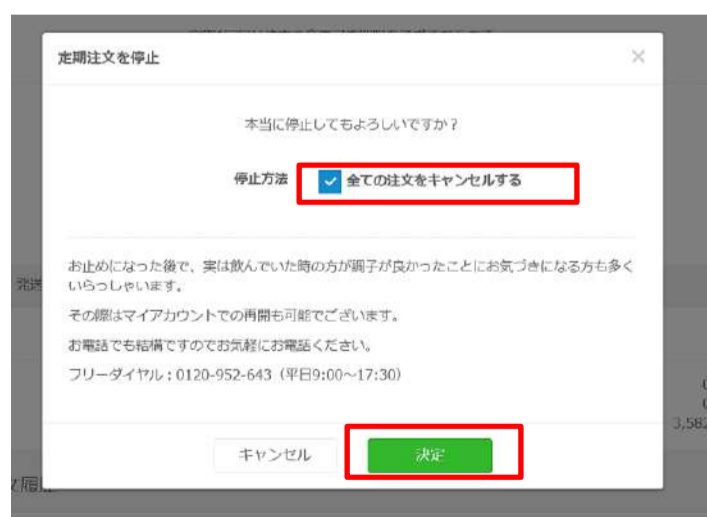 定期注文を停止
×
本当に停止してもよろしいですか？
停止方法 全ての注文をキャンセルする
お止めになった後で、実は飲んでいた時の方が調子が良かったことにお気づきになる方も多く
いらっしゃいます。
発送
その際はマイアカウントでの再開も可能でございます。
お電話でも結構ですのでお気軽にお電話ください。
フリーダイヤル：0120-952-643（平日9:00～17:30）
3,582
キャンセル 決定